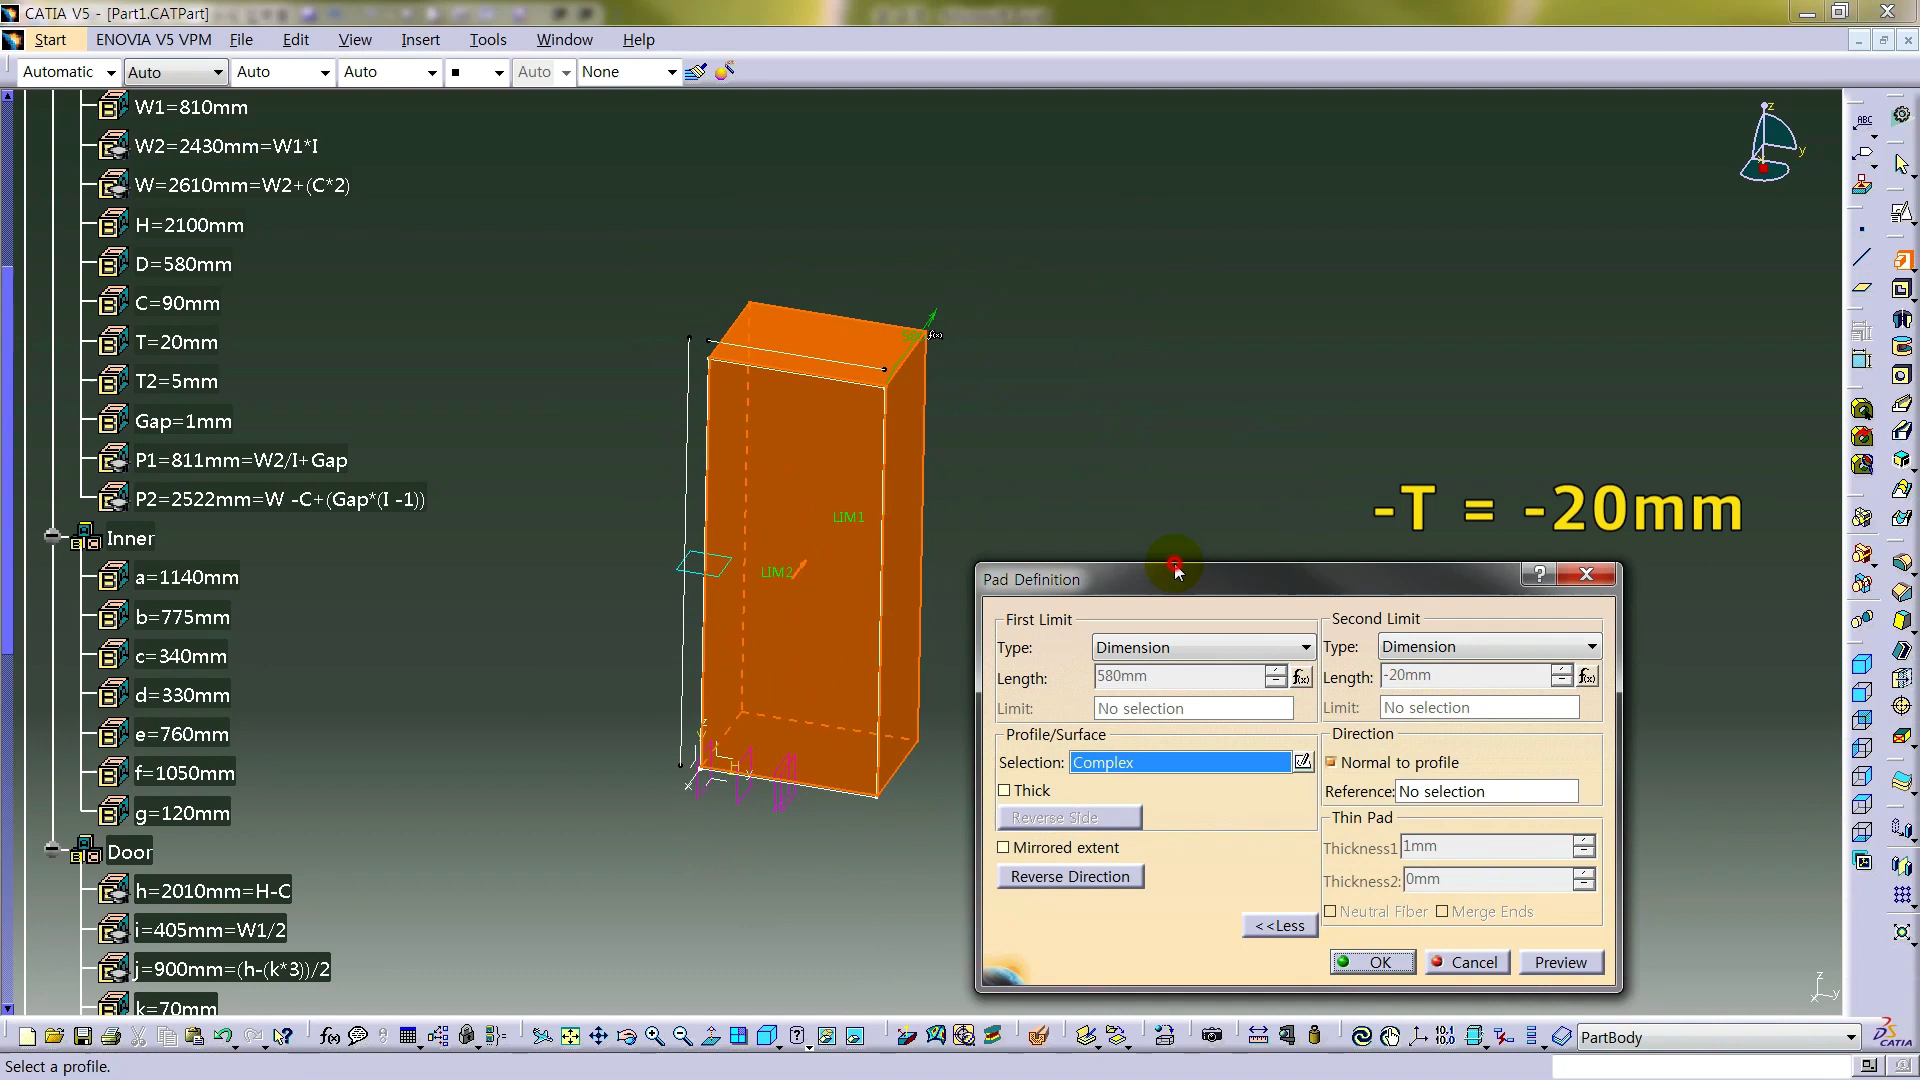 CATIA V5 - [Part1.CATPart]
Start ENOVIA V5 VPM File Edit View Insert Tools Window Help
Automatic Auto Auto Auto Auto None
W1=810mm
W2=2430mm=W1*I
W=2610mm=W2+(C*2)
H=2100mm
D=580mm
C=90mm
T=20mm
T2=5mm
Gap=1mm
P1=811mm=W2/I+Gap
P2=2522mm=W -C+(Gap*(I -1))
Inner
a=1140mm
b=775mm
c=340mm
d=330mm
e=760mm
f=1050mm
g=120mm
Door
h=2010mm=H-C
i=405mm=W1/2
j=900mm=(h-(k*3))/2
k=70mm
LIM1
LIM2
f(x)
H
z
y
x
-T = -20mm
Pad Definition
First Limit
Type: Dimension
Length: 580mm f(x)
Limit: No selection
Profile/Surface
Selection: Complex
Thick
Reverse Side
Mirrored extent
Reverse Direction
<<Less
Second Limit
Type: Dimension
Length: -20mm f(x)
Limit: No selection
Direction
Normal to profile
Reference: No selection
Thin Pad
Thickness1 1mm
Thickness2: 0mm
Neutral Fiber Merge Ends
OK Cancel Preview
ABC
PartBody
CATIA
Select a profile.